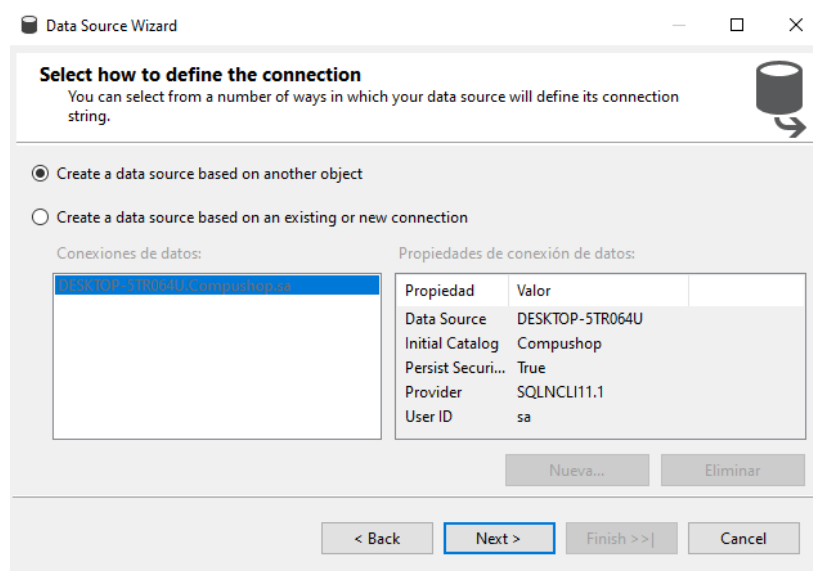 Data Source Wizard
Select how to define the connection
You can select from a number of ways in which your data source will define its connection
string.
Create a data source based on another object
Create a data source based on an existing or new connection
Conexiones de datos:
Propiedades de conexión de datos:
DESKTOP-5TR064U.Compushop.sa
Propiedad Valor
Data Source DESKTOP-5TR064U
Initial Catalog Compushop
Persist Securi... True
Provider SQLNCLI11.1
User ID sa
Nueva... Eliminar
< Back Next > Finish >>| Cancel